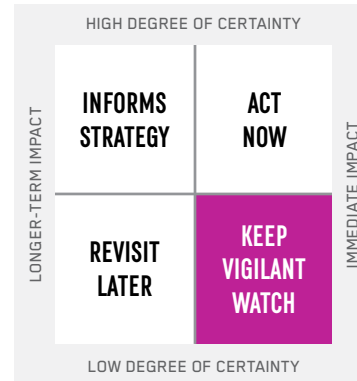 HIGH DEGREE OF CERTAINTY
LONGER-TERM IMPACT
INFORMS
STRATEGY
ACT
NOW
IMMEDIATE IMPACT
REVISIT
LATER
KEEP
VIGILANT
WATCH
LOW DEGREE OF CERTAINTY